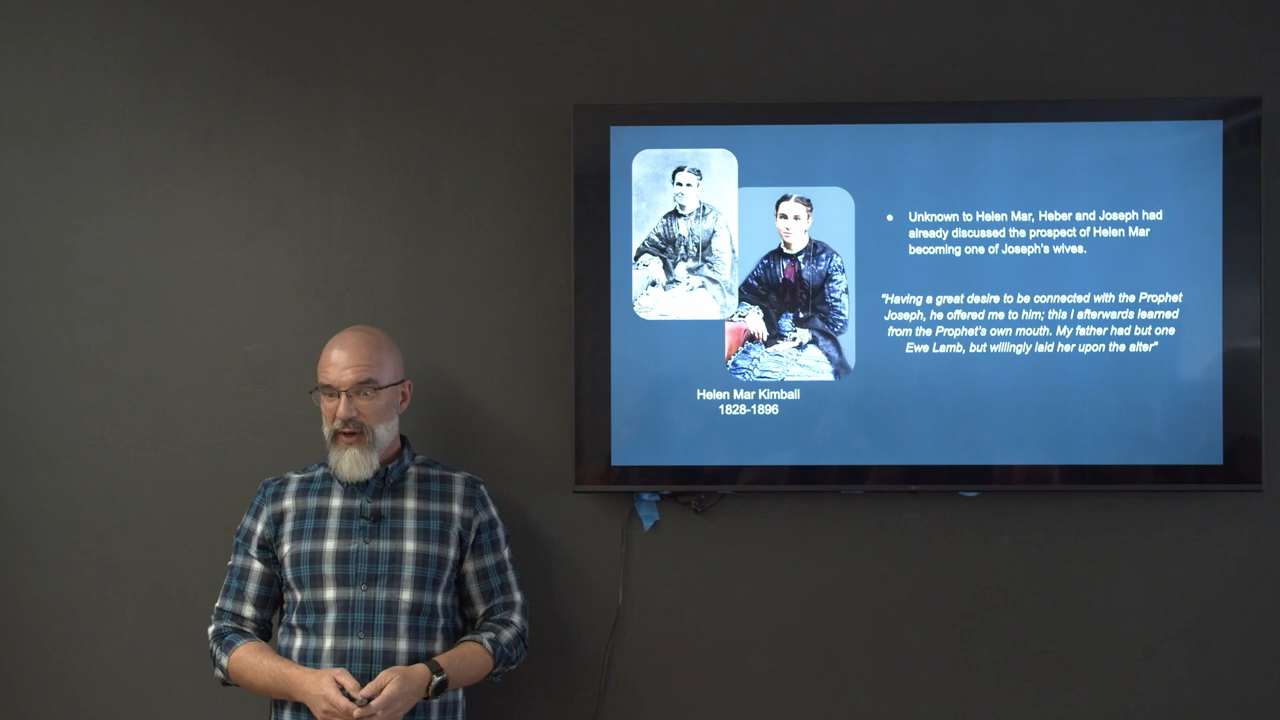 Unknown to Helen Mar, Heber and Joseph had
already discussed the prospect of Helen Mar
becoming one of Joseph's wives.
"Having a great desire to be connected with the Prophet
Joseph, he offered me to him; this I afterwards learned
from the Prophet's own mouth. My father had but one
Ewe Lamb, but willingly laid her upon the alter"
Helen Mar Kimball
1828-1896